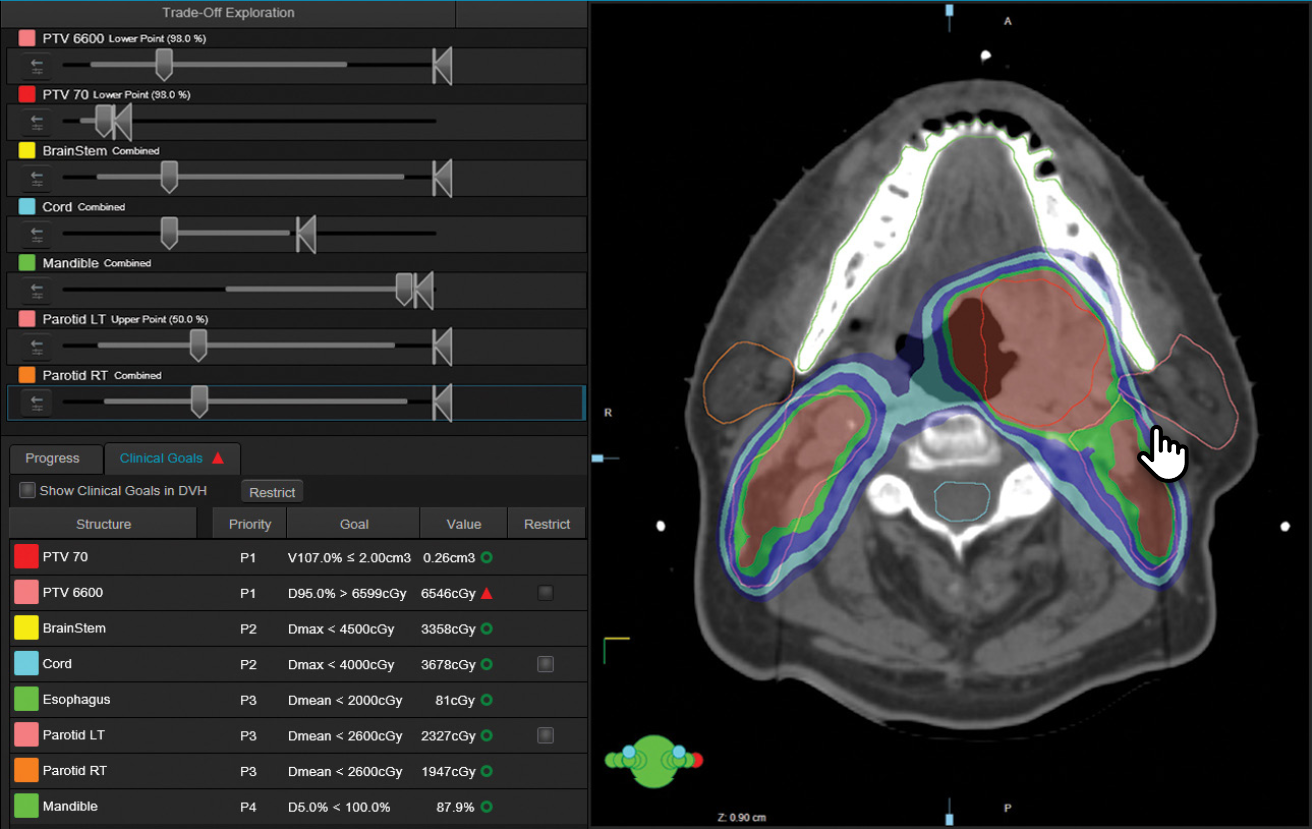 Trade-Off Exploration
PTV 6600 Lower Point (98.0 %)
PTV 70 Lower Point (98.0 %)
BrainStem Combined
Cord Combined
Mandible Combined
Parotid LT Upper Point (50.0 %)
Parotid RT Combined
Progress Clinical Goals
Show Clinical Goals in DVH Restrict
Structure Priority Goal Value Restrict
PTV 70 P1 V107.0% ≤ 2.00cm3 0.26cm3
PTV 6600 P1 D95.0% > 6599cGy 6546cGy
BrainStem P2 Dmax < 4500cGy 3358cGy
Cord P2 Dmax < 4000cGy 3678cGy
Esophagus P3 Dmean < 2000cGy 81cGy
Parotid LT P3 Dmean < 2600cGy 2327cGy
Parotid RT P3 Dmean < 2600cGy 1947cGy
Mandible P4 D5.0% < 100.0% 87.9%
A
R
P
Z: 0.90 cm